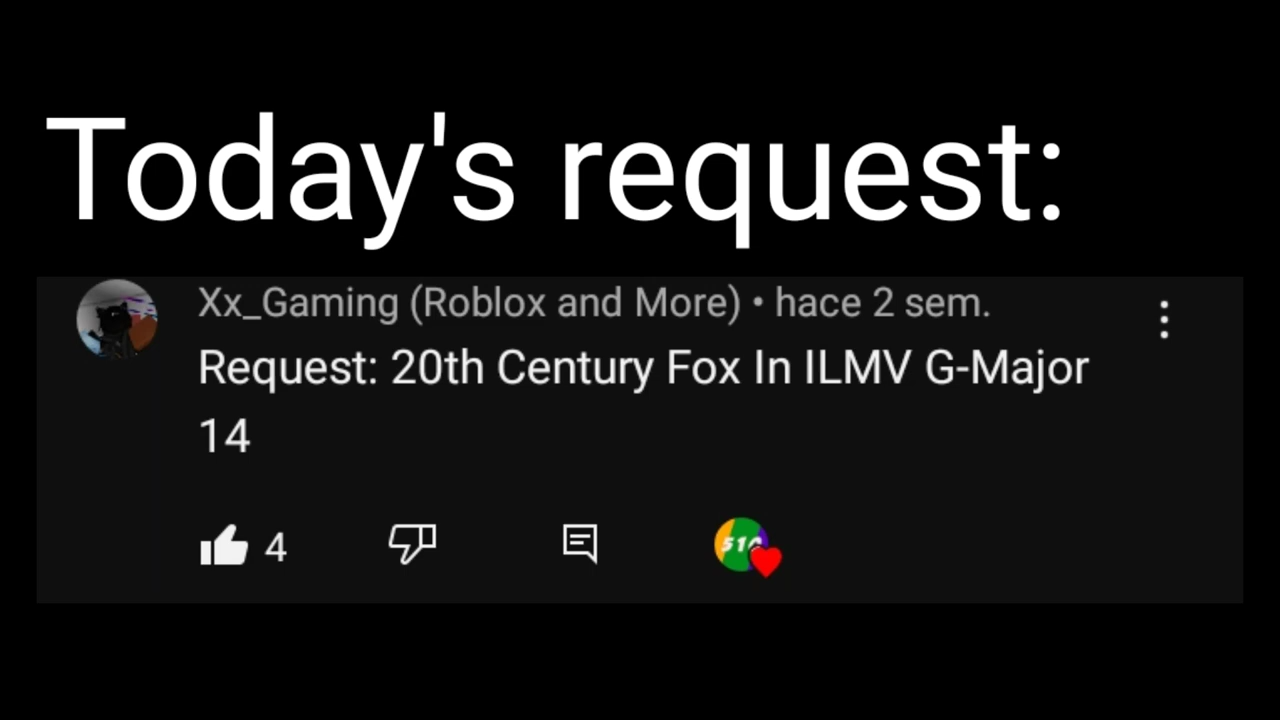 Today's request:
Xx_Gaming (Roblox and More) • hace 2 sem.
Request: 20th Century Fox In ILMV G-Major
14
4